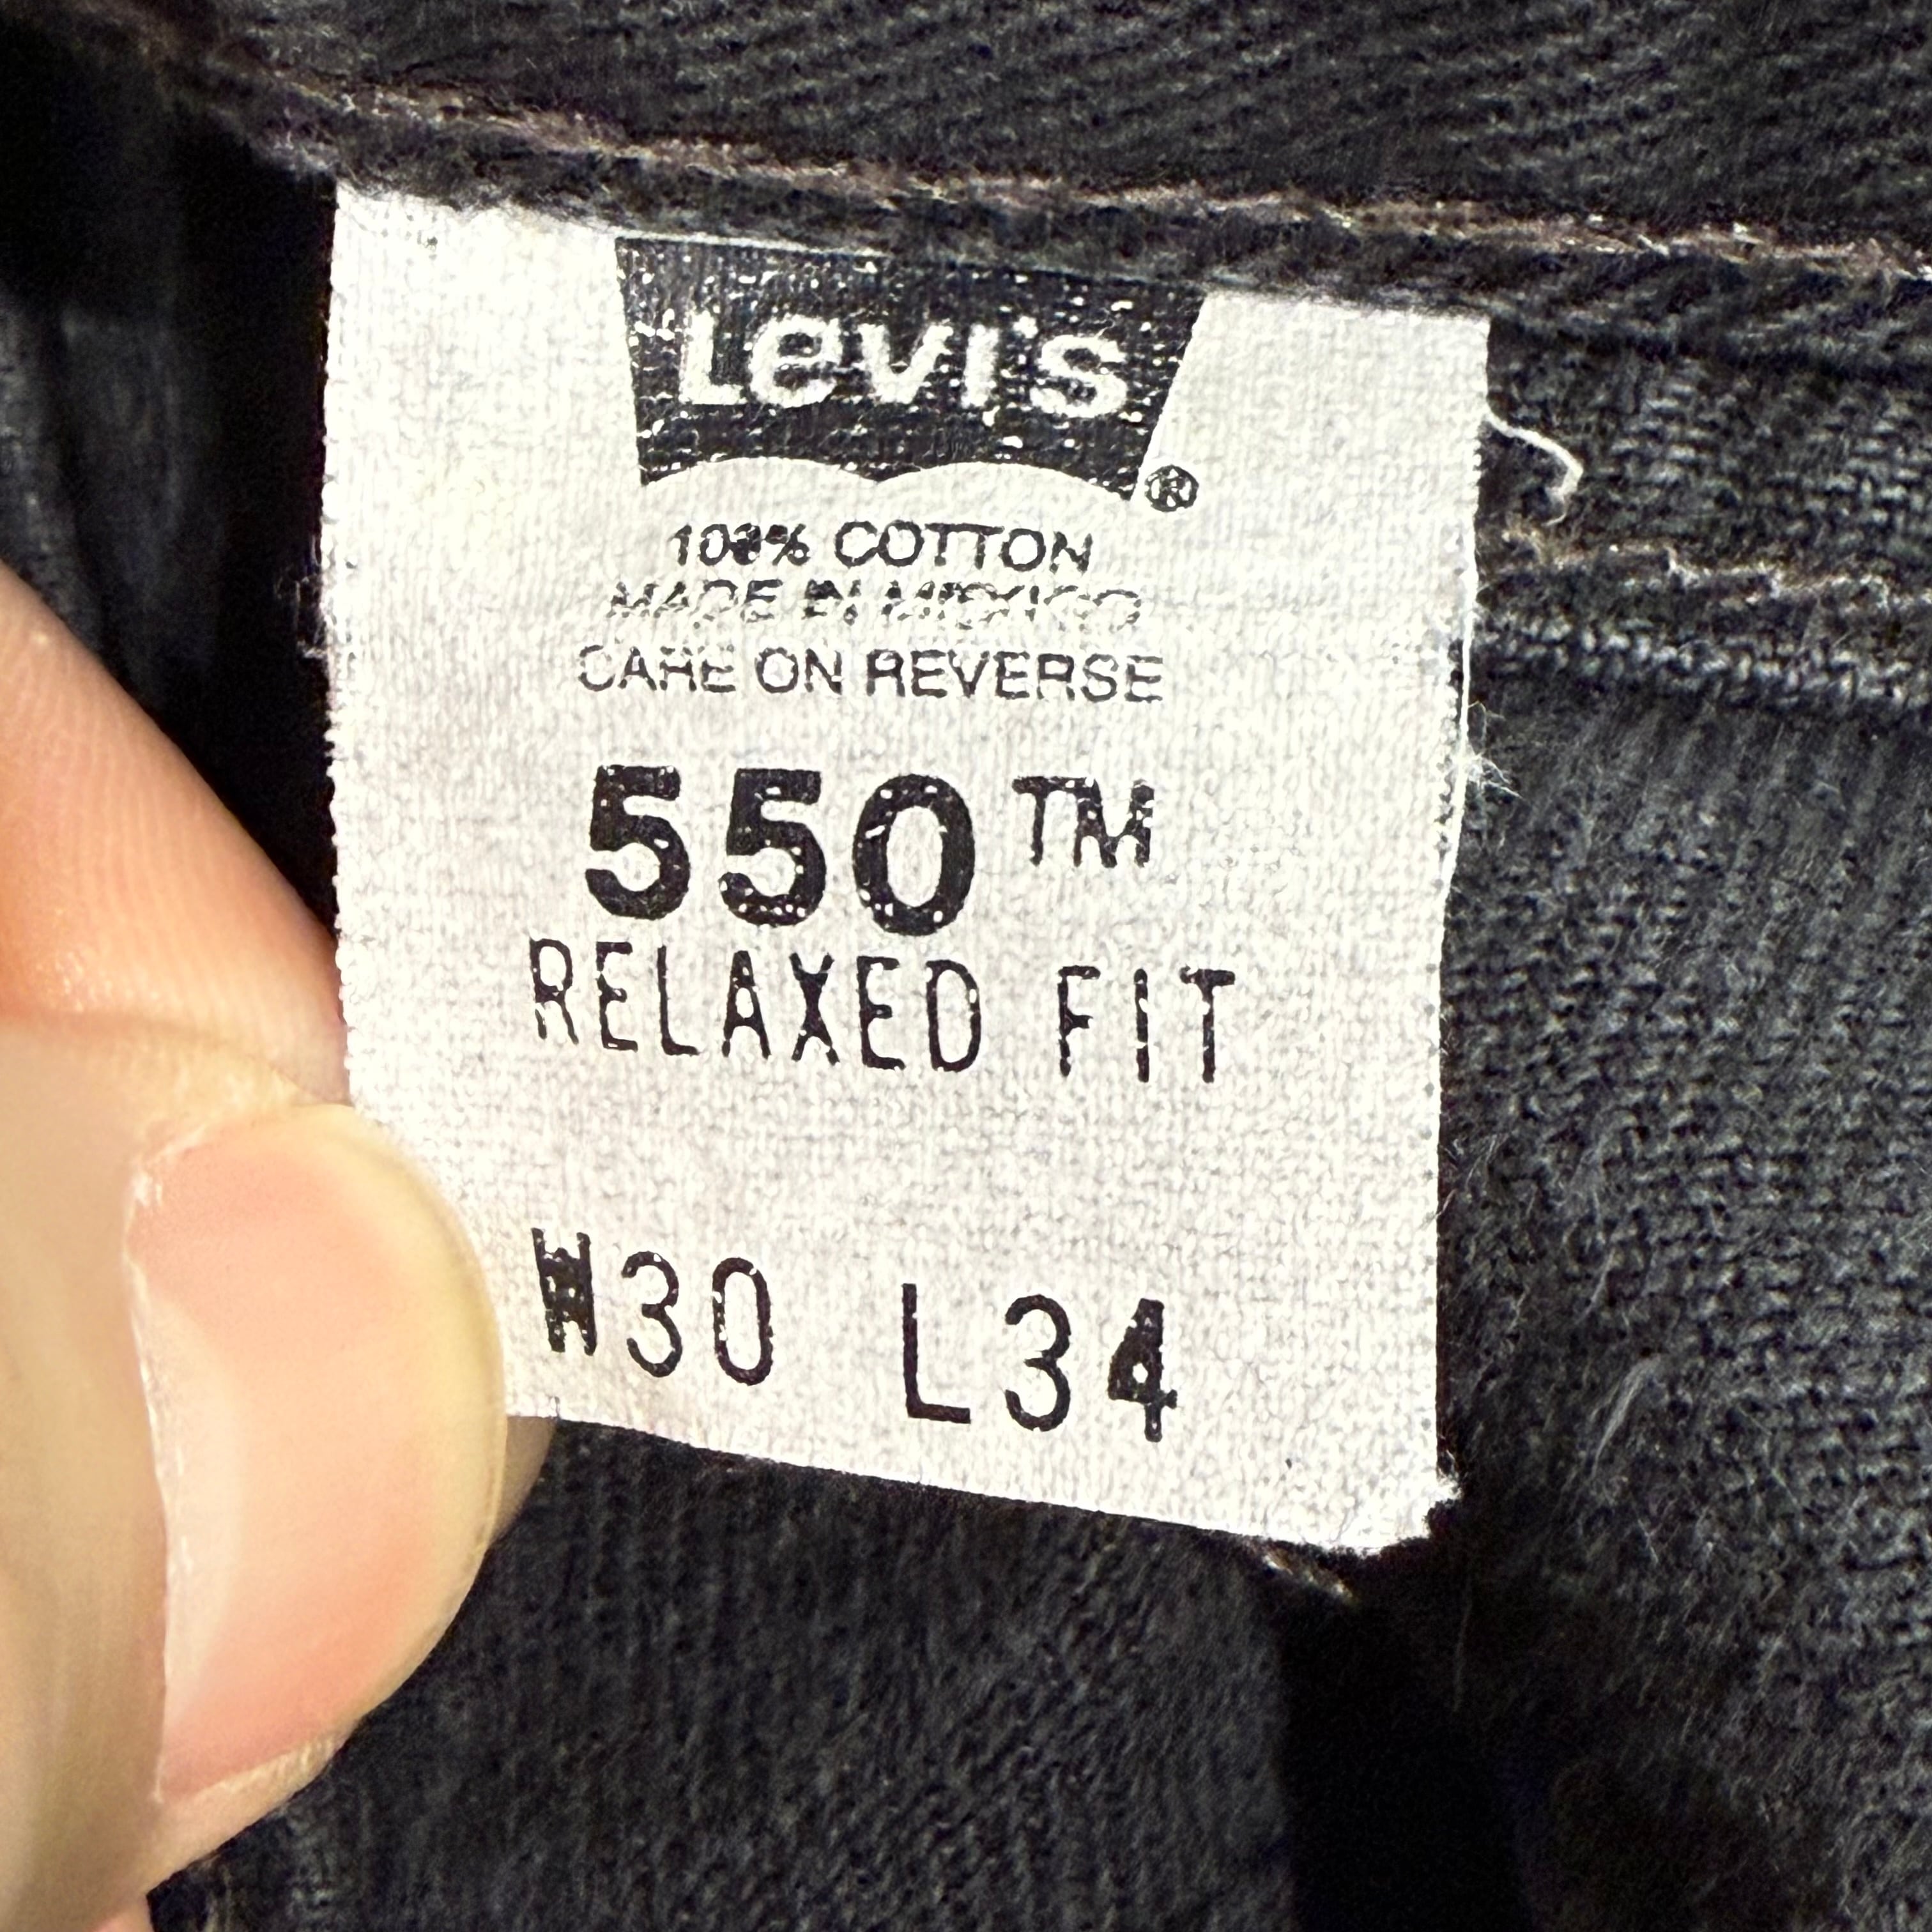 Levi's
®
100% COTTON
MADE IN MEXICO
CARE ON REVERSE
550™
RELAXED FIT
W30 L34